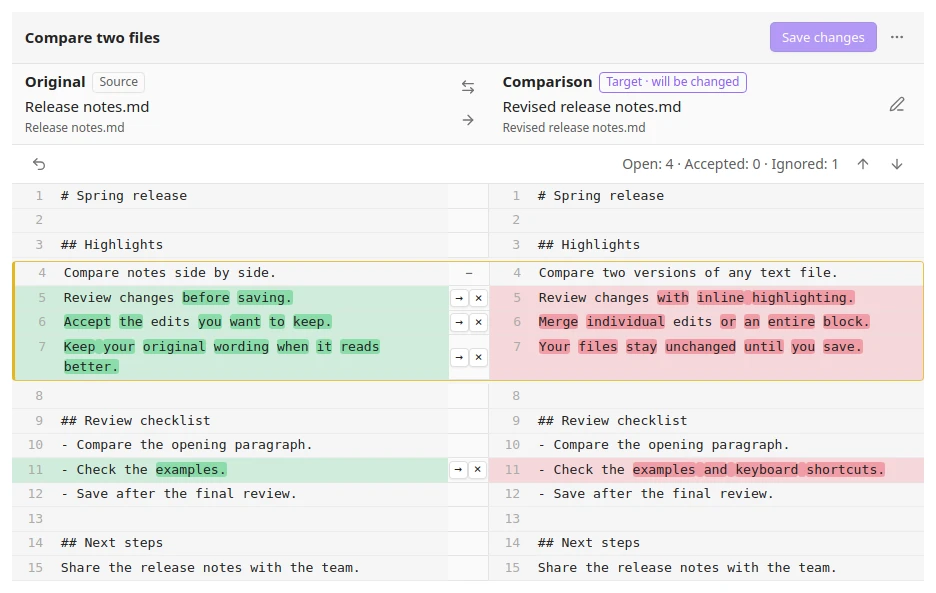 Compare two files
Save changes
Original Source
Release notes.md
Release notes.md
Comparison Target · will be changed
Revised release notes.md
Revised release notes.md
Open: 4 · Accepted: 0 · Ignored: 1
1 # Spring release
2
3 ## Highlights
4 Compare notes side by side.
5 Review changes before saving.
6 Accept the edits you want to keep.
7 Keep your original wording when it reads
better.
8
9 ## Review checklist
10 - Compare the opening paragraph.
11 - Check the examples.
12 - Save after the final review.
13
14 ## Next steps
15 Share the release notes with the team.
1 # Spring release
2
3 ## Highlights
4 Compare two versions of any text file.
5 Review changes with inline highlighting.
6 Merge individual edits or an entire block.
7 Your files stay unchanged until you save.
8
9 ## Review checklist
10 - Compare the opening paragraph.
11 - Check the examples and keyboard shortcuts.
12 - Save after the final review.
13
14 ## Next steps
15 Share the release notes with the team.